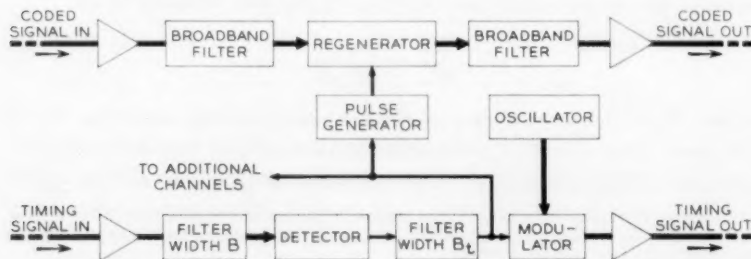 CODED
SIGNAL IN
BROADBAND
FILTER
REGENERATOR
BROADBAND
FILTER
CODED
SIGNAL OUT
PULSE
GENERATOR
OSCILLATOR
TO ADDITIONAL
CHANNELS
TIMING
SIGNAL IN
FILTER
WIDTH B
DETECTOR
FILTER
WIDTH Bt
MODU-
LATOR
TIMING
SIGNAL OUT